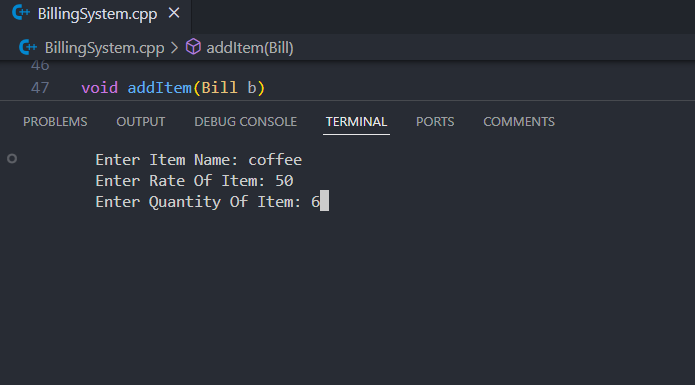 BillingSystem.cpp ×
BillingSystem.cpp > addItem(Bill)
46
47 void addItem(Bill b)
PROBLEMS OUTPUT DEBUG CONSOLE TERMINAL PORTS COMMENTS
Enter Item Name: coffee
Enter Rate Of Item: 50
Enter Quantity Of Item: 6